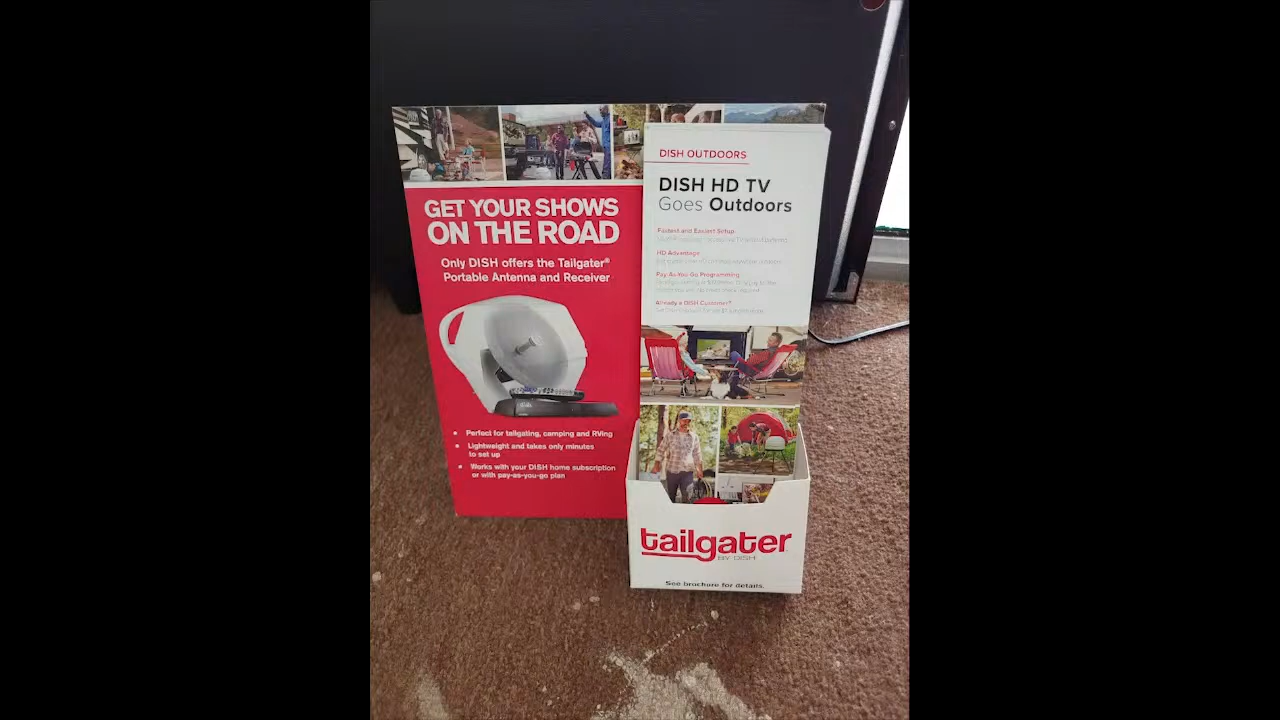 GET YOUR SHOWS
ON THE ROAD
Only DISH offers the Tailgater®
Portable Antenna and Receiver
• Perfect for tailgating, camping and RVing
• Lightweight and takes only minutes
to set up
• Works with your DISH home subscription
or with pay-as-you-go plan
DISH OUTDOORS
DISH HD TV
Goes Outdoors
Fastest and Easiest Setup
HD Advantage
Pay-As-You-Go Programming
Already a DISH Customer?
tailgater
BY DISH
See brochure for details.